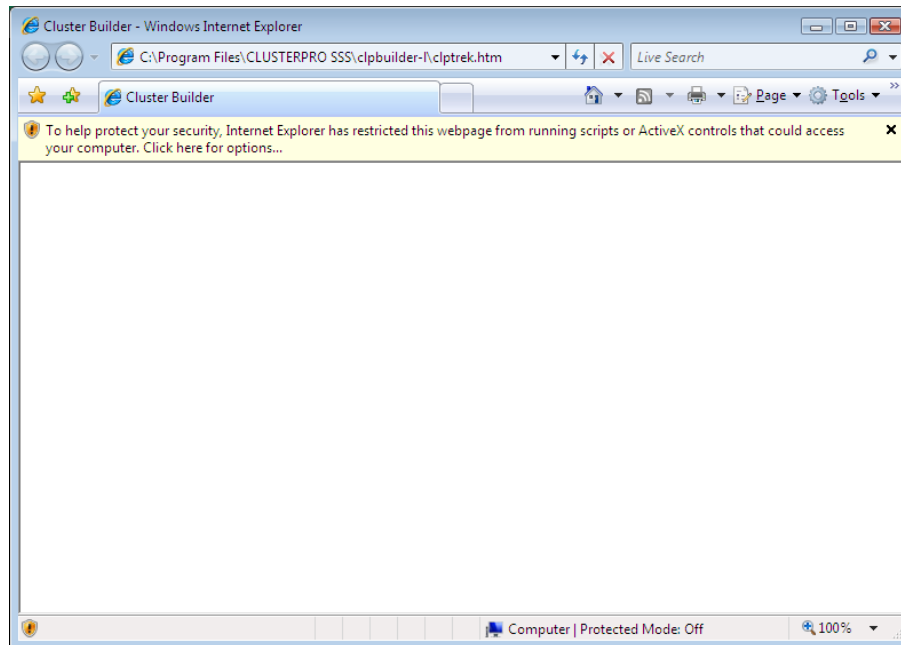 Cluster Builder - Windows Internet Explorer
C:\Program Files\CLUSTERPRO SSS\clpbuilder-l\clptrek.htm
Live Search
Cluster Builder
Page
Tools
To help protect your security, Internet Explorer has restricted this webpage from running scripts or ActiveX controls that could access
your computer. Click here for options...
Computer | Protected Mode: Off
100%